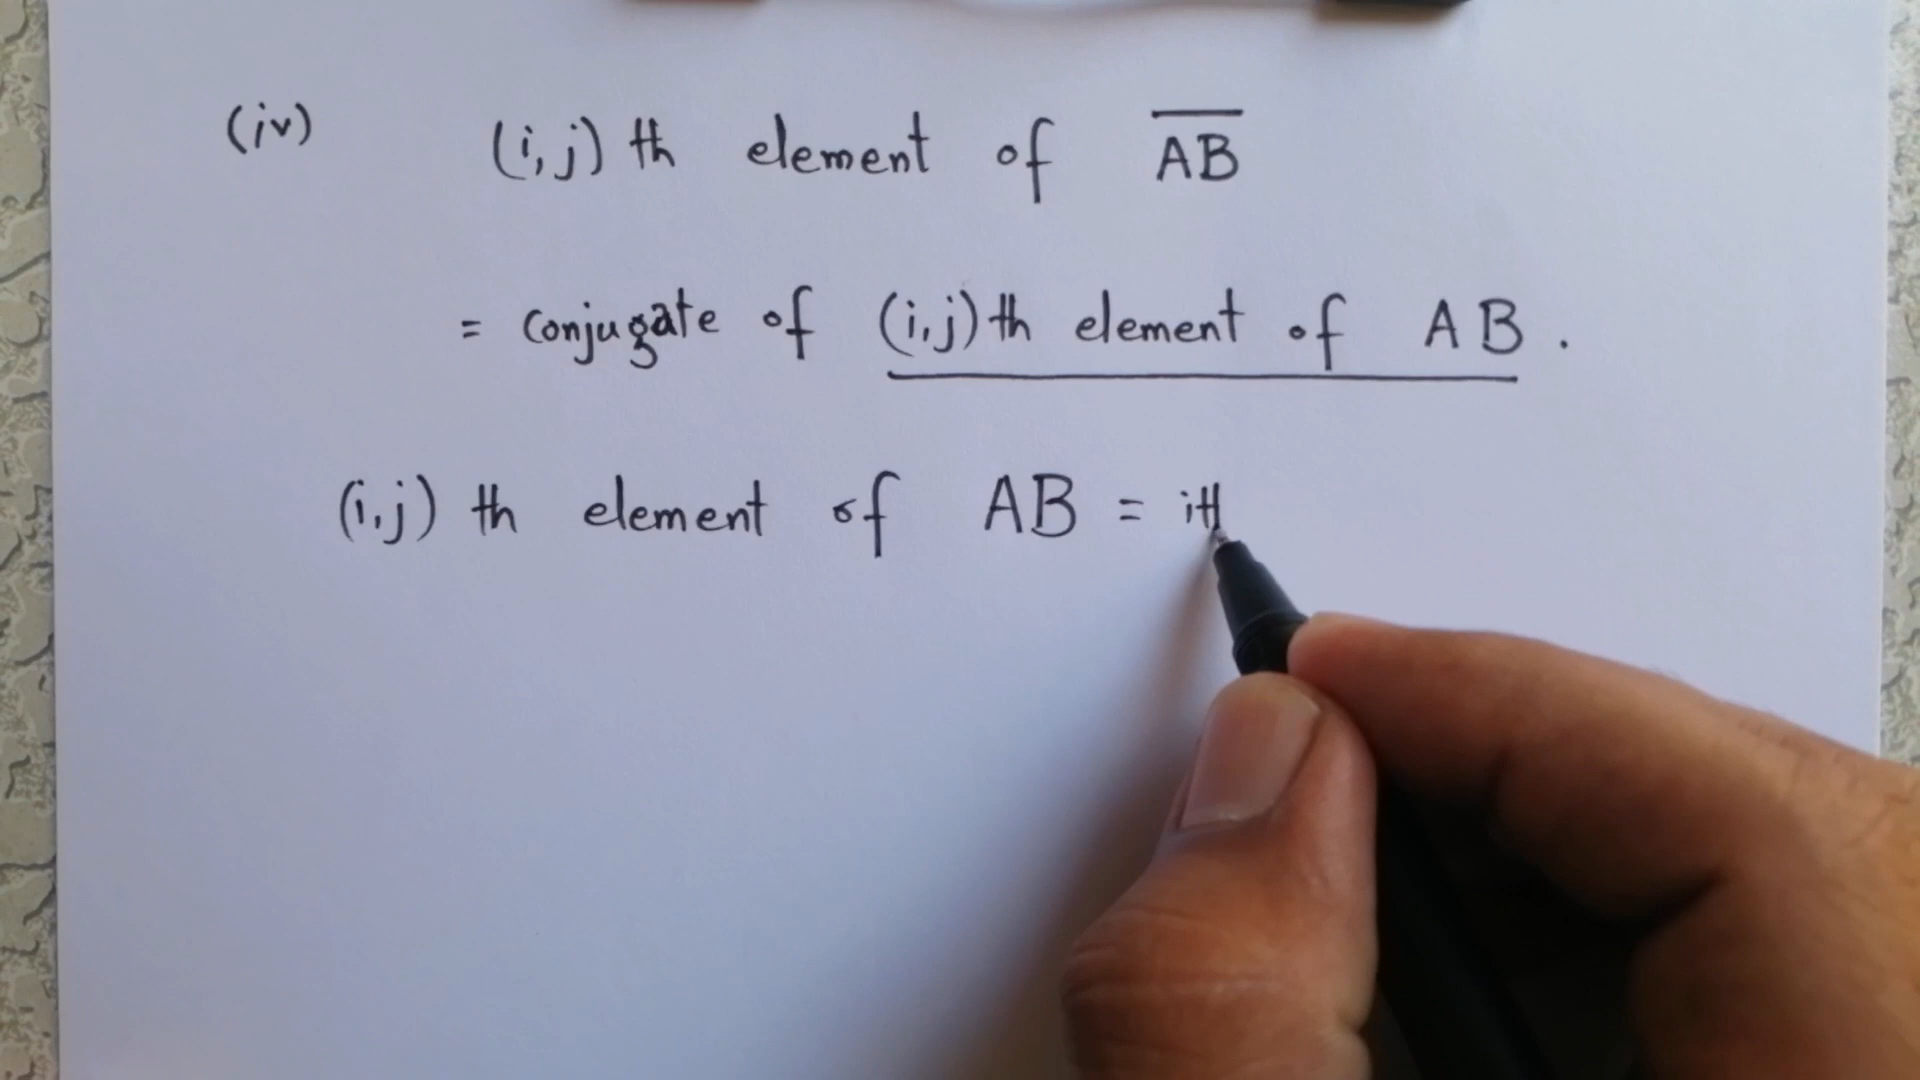 (iv) (i,j) th element of \overline{AB}
= conjugate of (i,j)th element of AB.
(i,j) th element of AB = ith